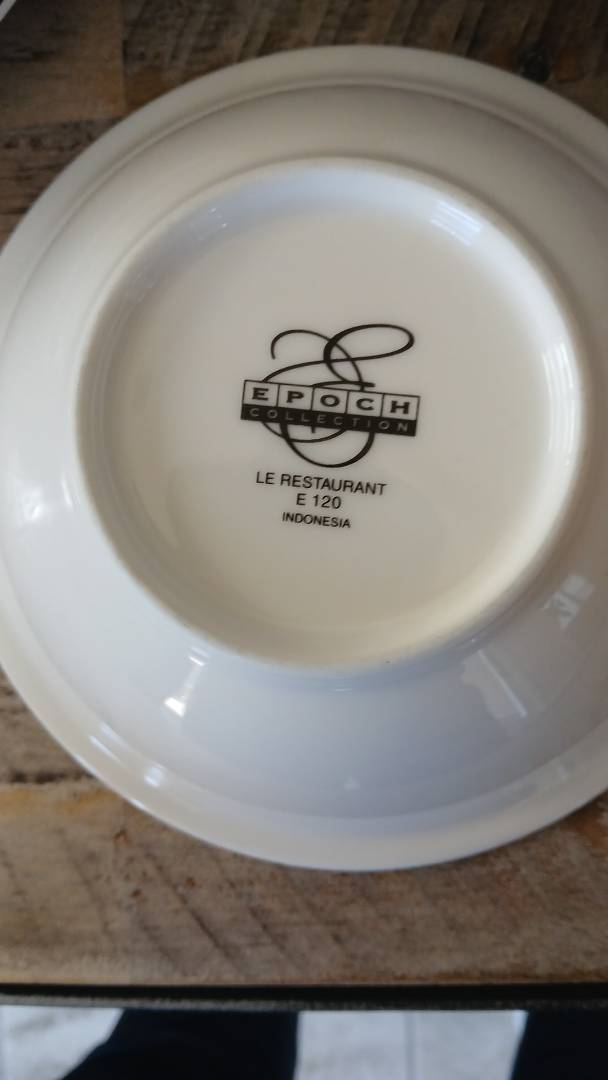 EPOCH
COLLECTION
LE RESTAURANT
E 120
INDONESIA